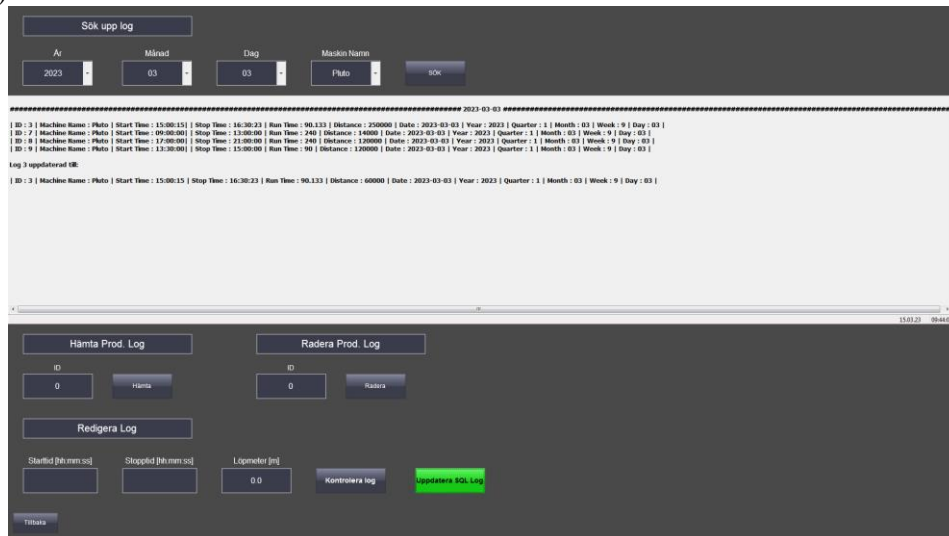 Sök upp log
År Månad Dag Maskin Namn
2023 03 03 Pluto SÖK
2023-03-03
| ID : 3 | Machine Name : Pluto | Start Time : 15:00:15| | Stop Time : 16:30:23 | Run Time : 90.133 | Distance : 250000 | Date : 2023-03-03 | Year : 2023 | Quarter : 1 | Month : 03 | Week : 9 | Day : 03 |
| ID : 7 | Machine Name : Pluto | Start Time : 09:00:00| | Stop Time : 13:00:00 | Run Time : 240 | Distance : 14000 | Date : 2023-03-03 | Year : 2023 | Quarter : 1 | Month : 03 | Week : 9 | Day : 03 |
| ID : 8 | Machine Name : Pluto | Start Time : 17:00:00| | Stop Time : 21:00:00 | Run Time : 240 | Distance : 120000 | Date : 2023-03-03 | Year : 2023 | Quarter : 1 | Month : 03 | Week : 9 | Day : 03 |
| ID : 9 | Machine Name : Pluto | Start Time : 13:30:00| | Stop Time : 15:00:00 | Run Time : 90 | Distance : 120000 | Date : 2023-03-03 | Year : 2023 | Quarter : 1 | Month : 03 | Week : 9 | Day : 03 |
Log 3 uppdaterad till:
| ID : 3 | Machine Name : Pluto | Start Time : 15:00:15 | Stop Time : 16:30:23 | Run Time : 90.133 | Distance : 60000 | Date : 2023-03-03 | Year : 2023 | Quarter : 1 | Month : 03 | Week : 9 | Day : 03 |
15.03.23
Hämta Prod. Log Radera Prod. Log
ID ID
0 Hämta 0 Radera
Redigera Log
Starttid [hh:mm:ss] Stopptid [hh:mm:ss] Löpmeter [m]
0.0 Kontrolera log Uppdatera SQL Log
Tillbaka